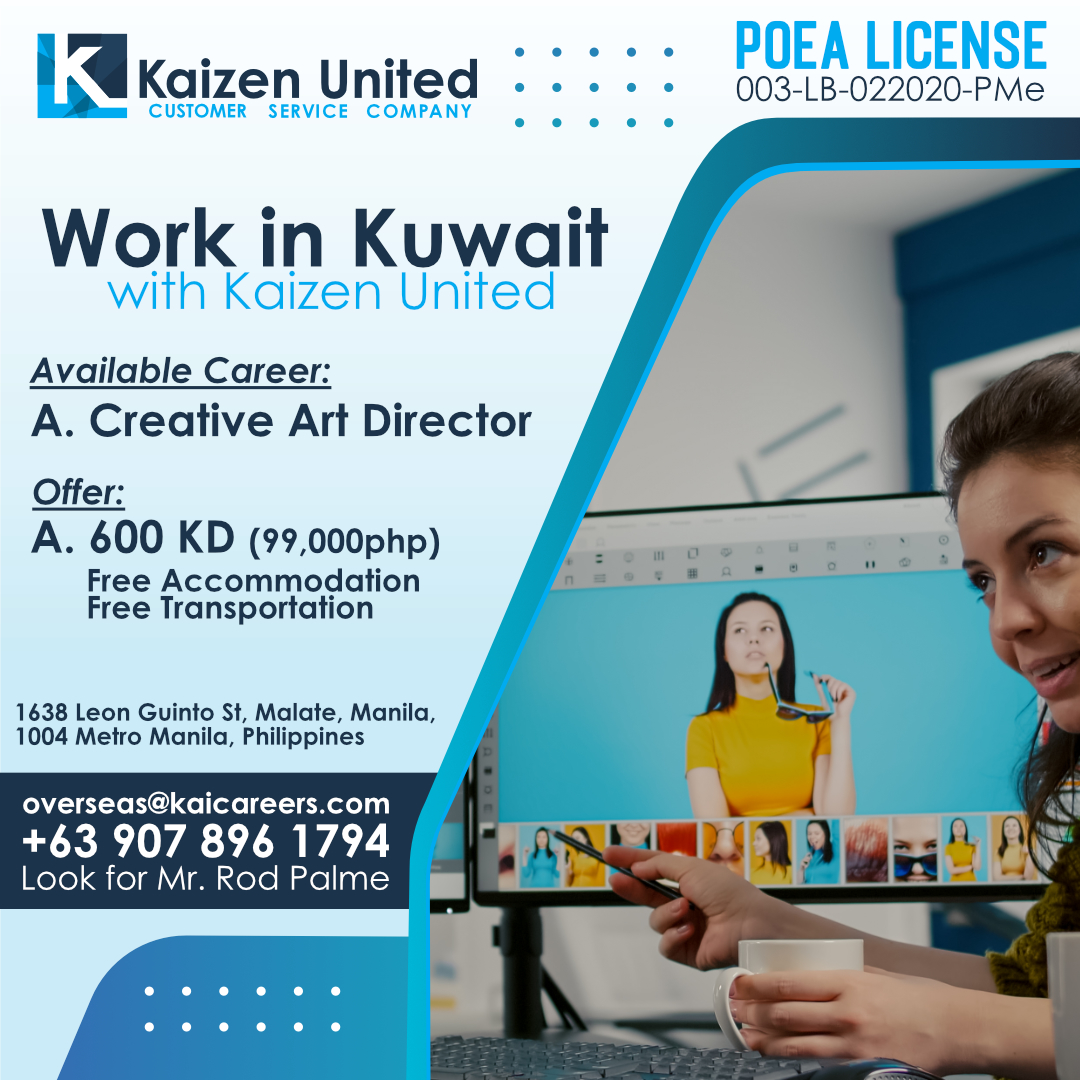 K
Kaizen United
CUSTOMER SERVICE COMPANY
POEA LICENSE
003-LB-022020-PMe
Work in Kuwait
with Kaizen United
Available Career:
A. Creative Art Director
Offer:
A. 600 KD (99,000php)
Free Accommodation
Free Transportation
1638 Leon Guinto St, Malate, Manila,
1004 Metro Manila, Philippines
overseas@kaicareers.com
+63 907 896 1794
Look for Mr. Rod Palme